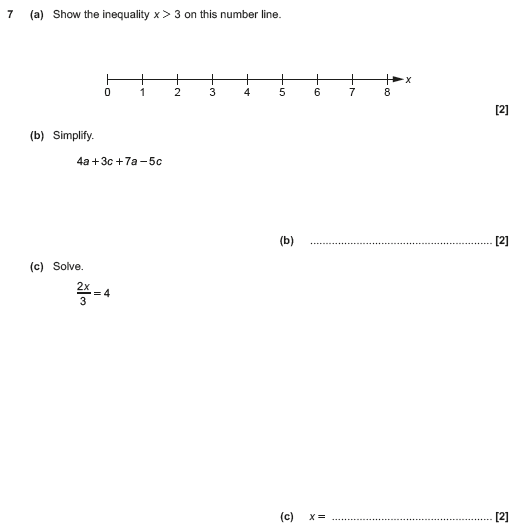 7 (a) Show the inequality x > 3 on this number line.
x
0 1 2 3 4 5 6 7 8
[2]
(b) Simplify.
4a + 3c + 7a − 5c
(b) ............................................................ [2]
(c) Solve.
2x
3
= 4
(c) x = ..................................................... [2]